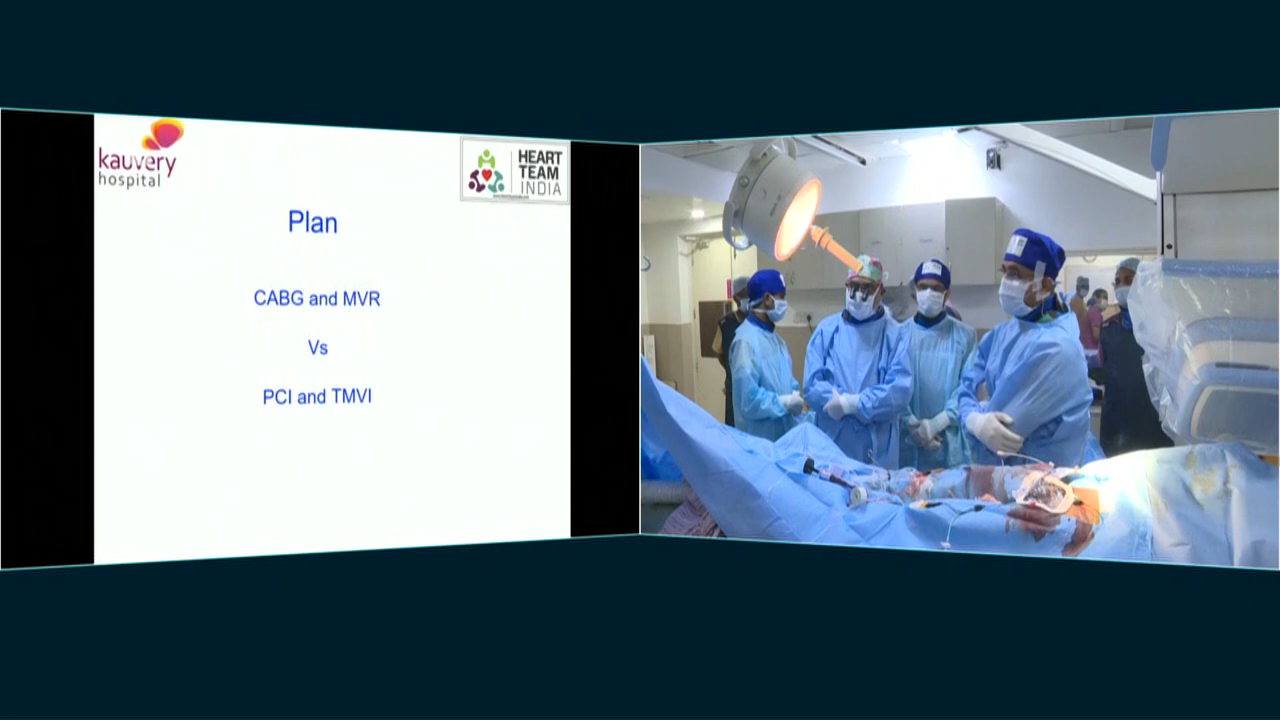 kauvery
hospital
HEART
TEAM
INDIA
Plan
CABG and MVR
Vs
PCI and TMVI